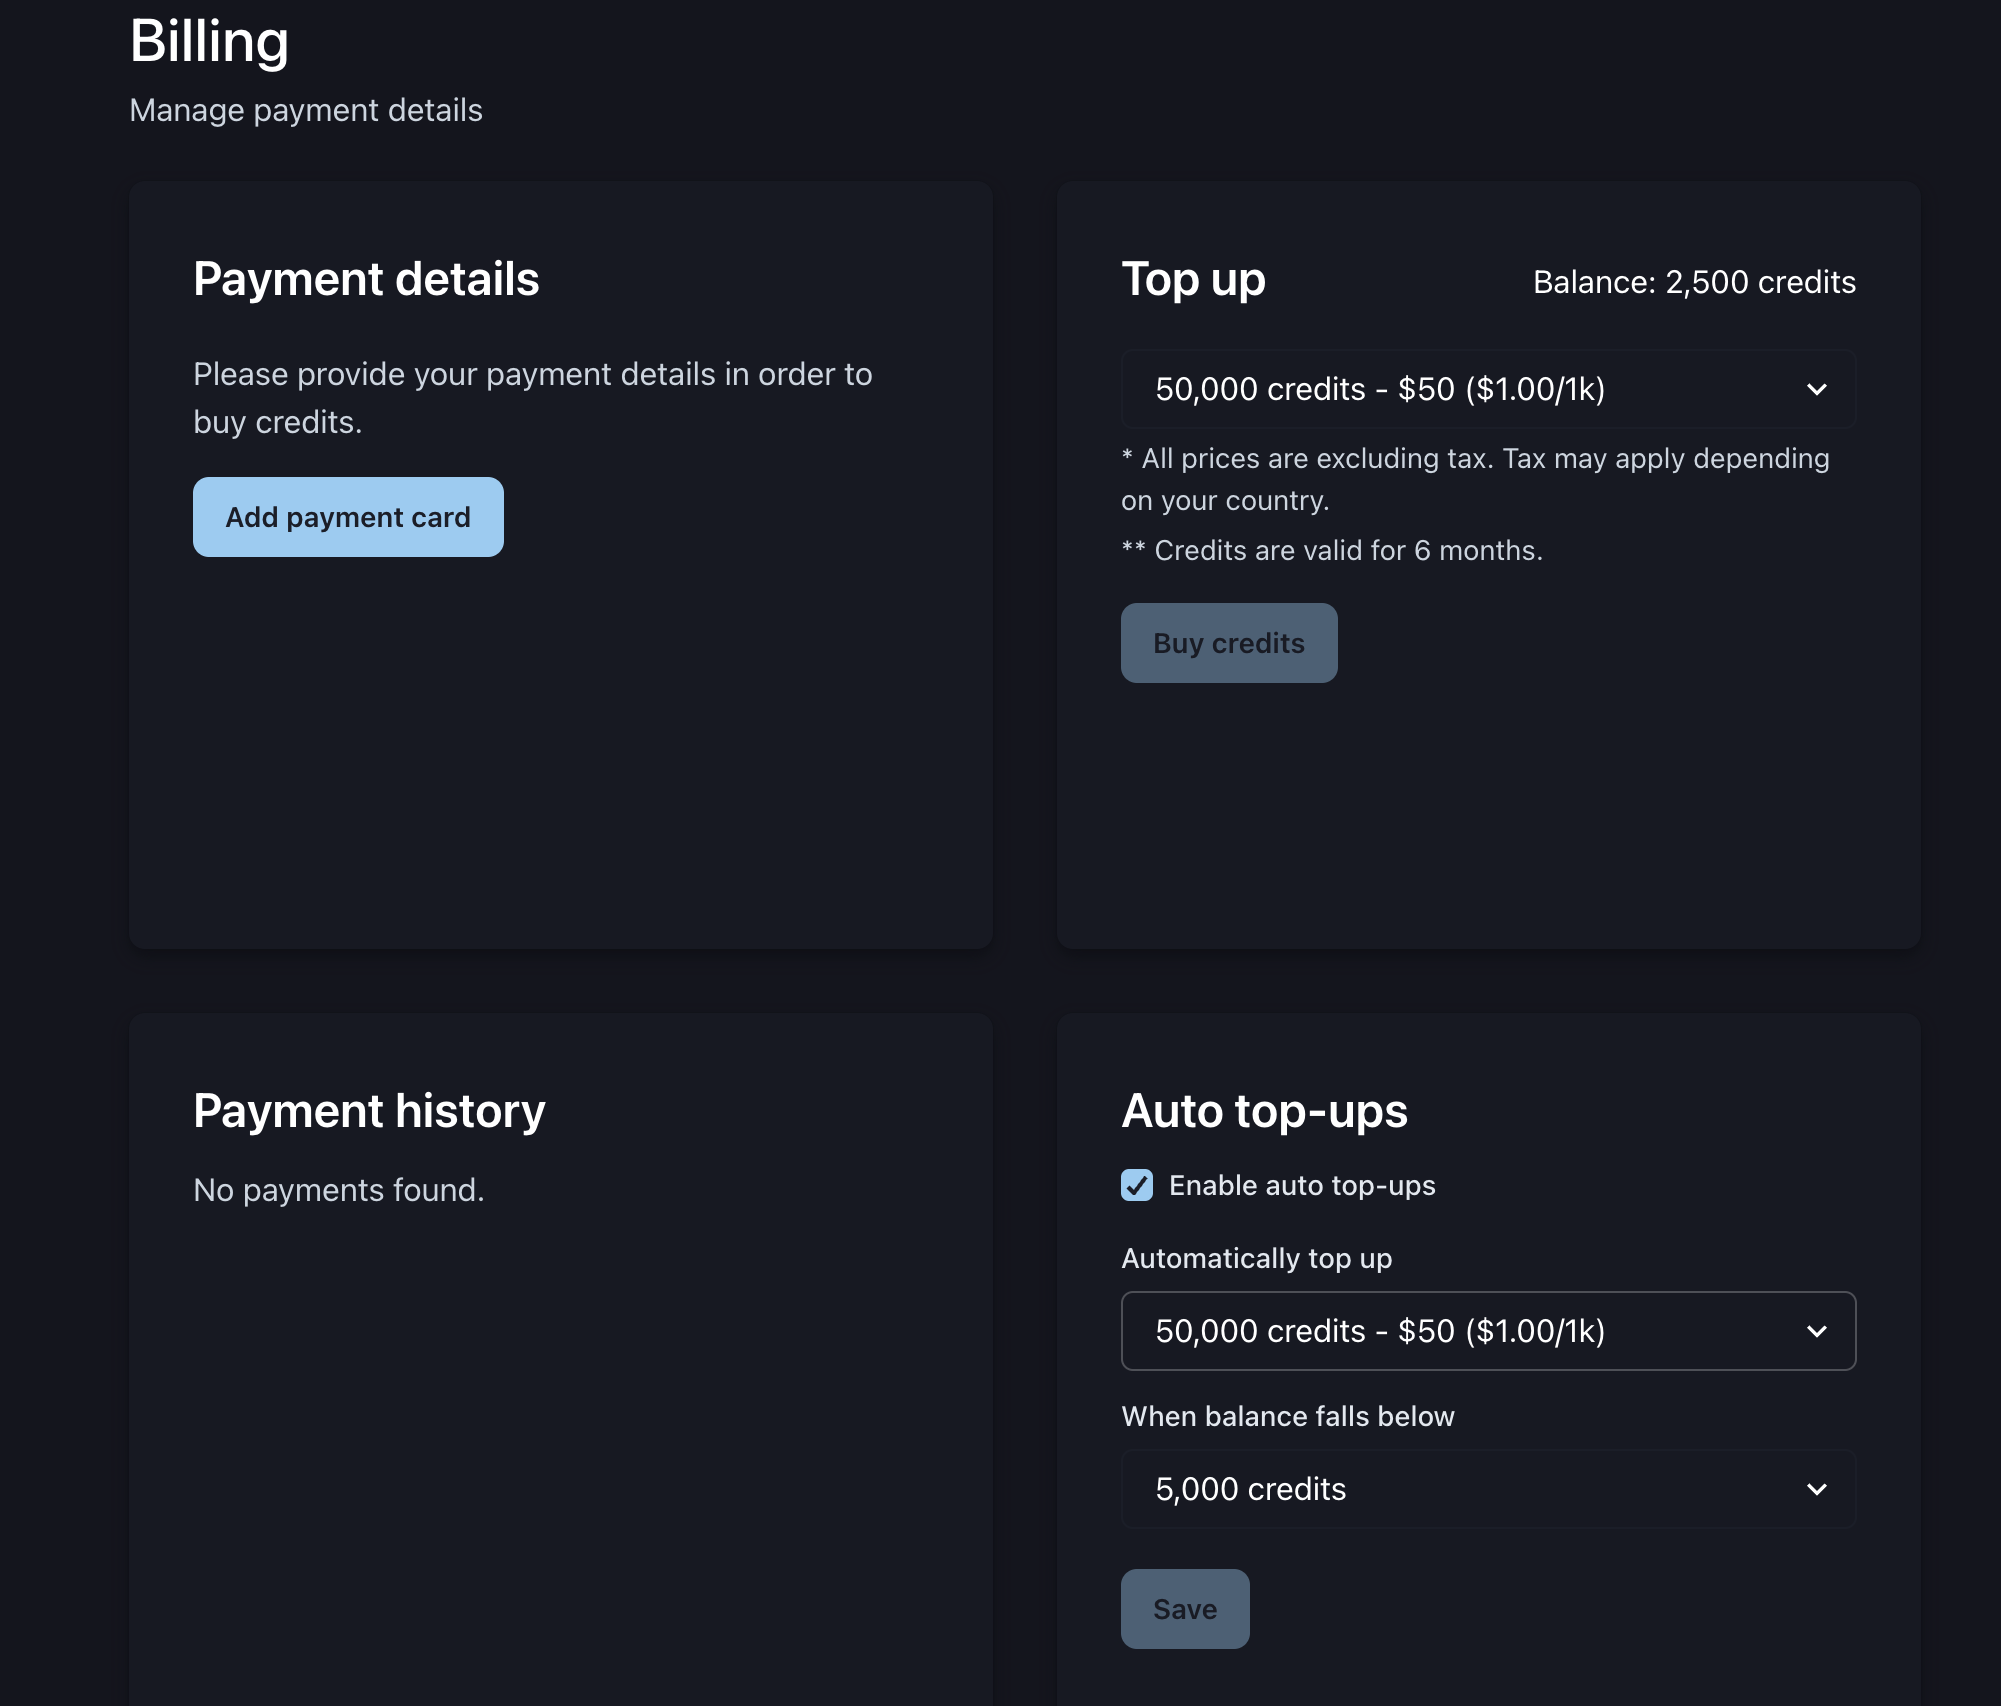 Billing
Manage payment details
Payment details
Please provide your payment details in order to
buy credits.
Add payment card
Top up
Balance: 2,500 credits
50,000 credits - $50 ($1.00/1k)
* All prices are excluding tax. Tax may apply depending
on your country.
** Credits are valid for 6 months.
Buy credits
Payment history
No payments found.
Auto top-ups
Enable auto top-ups
Automatically top up
50,000 credits - $50 ($1.00/1k)
When balance falls below
5,000 credits
Save